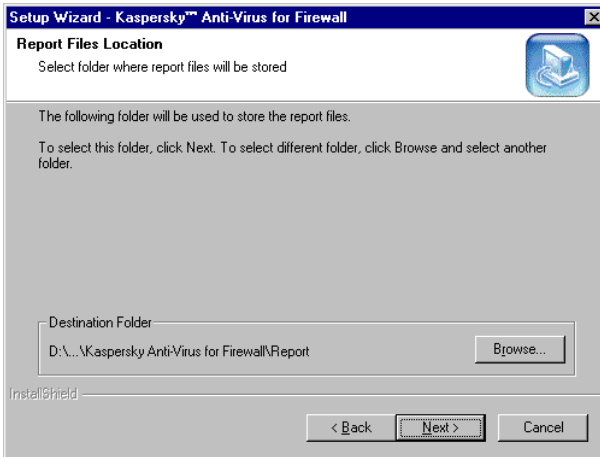 Setup Wizard - Kaspersky™ Anti-Virus for Firewall
Report Files Location
Select folder where report files will be stored
The following folder will be used to store the report files.
To select this folder, click Next. To select different folder, click Browse and select another
folder.
Destination Folder
D:\...\Kaspersky Anti-Virus for Firewall\Report
Browse...
InstallShield
< Back
Next >
Cancel